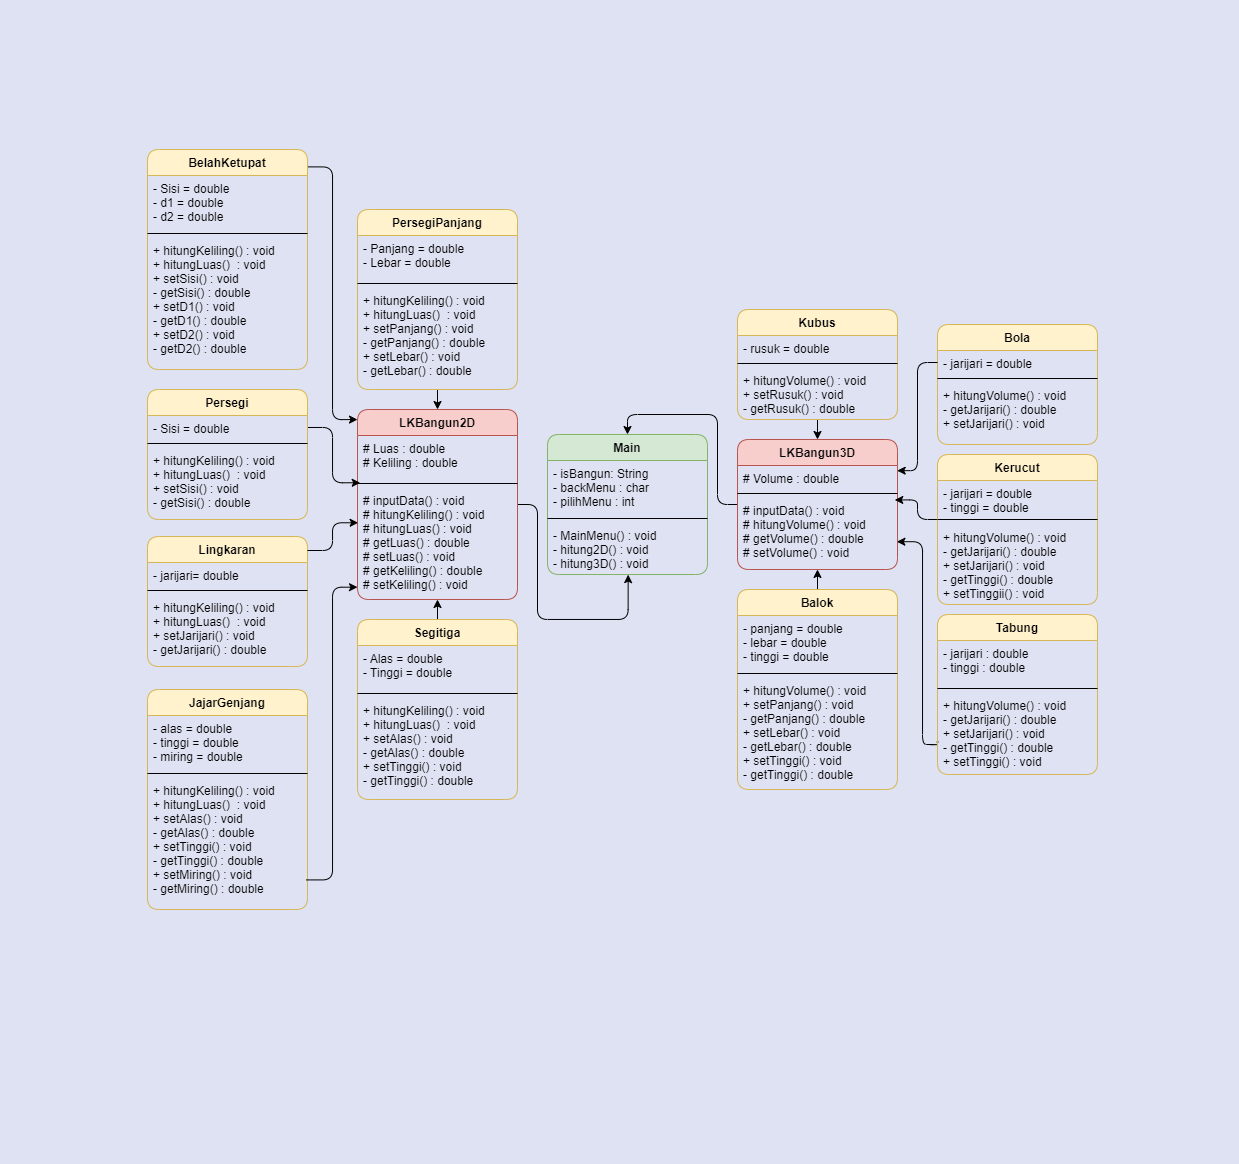 BelahKetupat
- Sisi = double
- d1 = double
- d2 = double
+ hitungKeliling() : void
+ hitungLuas()  : void
+ setSisi() : void
- getSisi() : double
+ setD1() : void
- getD1() : double
+ setD2() : void
- getD2() : double
Persegi
- Sisi = double
+ hitungKeliling() : void
+ hitungLuas()  : void
+ setSisi() : void
- getSisi() : double
Lingkaran
- jarijari= double
+ hitungKeliling() : void
+ hitungLuas()  : void
+ setJarijari() : void
- getJarijari() : double
JajarGenjang
- alas = double
- tinggi = double
- miring = double
+ hitungKeliling() : void
+ hitungLuas()  : void
+ setAlas() : void
- getAlas() : double
+ setTinggi() : void
- getTinggi() : double
+ setMiring() : void
- getMiring() : double
PersegiPanjang
- Panjang = double
- Lebar = double
+ hitungKeliling() : void
+ hitungLuas()  : void
+ setPanjang() : void
- getPanjang() : double
+ setLebar() : void
- getLebar() : double
LKBangun2D
# Luas : double
# Keliling : double
# inputData() : void
# hitungKeliling() : void
# hitungLuas() : void
# getLuas() : double
# setLuas() : void
# getKeliling() : double
# setKeliling() : void
Segitiga
- Alas = double
- Tinggi = double
+ hitungKeliling() : void
+ hitungLuas()  : void
+ setAlas() : void
- getAlas() : double
+ setTinggi() : void
- getTinggi() : double
Main
- isBangun: String
- backMenu : char
- pilihMenu : int
- MainMenu() : void
- hitung2D() : void
- hitung3D() : void
Kubus
- rusuk = double
+ hitungVolume() : void
+ setRusuk() : void
- getRusuk() : double
LKBangun3D
# Volume : double
# inputData() : void
# hitungVolume() : void
# getVolume() : double
# setVolume() : void
Balok
- panjang = double
- lebar = double
- tinggi = double
+ hitungVolume() : void
+ setPanjang() : void
- getPanjang() : double
+ setLebar() : void
- getLebar() : double
+ setTinggi() : void
- getTinggi() : double
Bola
- jarijari = double
+ hitungVolume() : void
- getJarijari() : double
+ setJarijari() : void
Kerucut
- jarijari = double
- tinggi = double
+ hitungVolume() : void
- getJarijari() : double
+ setJarijari() : void
- getTinggi() : double
+ setTinggii() : void
Tabung
- jarijari : double
- tinggi : double
+ hitungVolume() : void
- getJarijari() : double
+ setJarijari() : void
- getTinggi() : double
+ setTinggi() : void